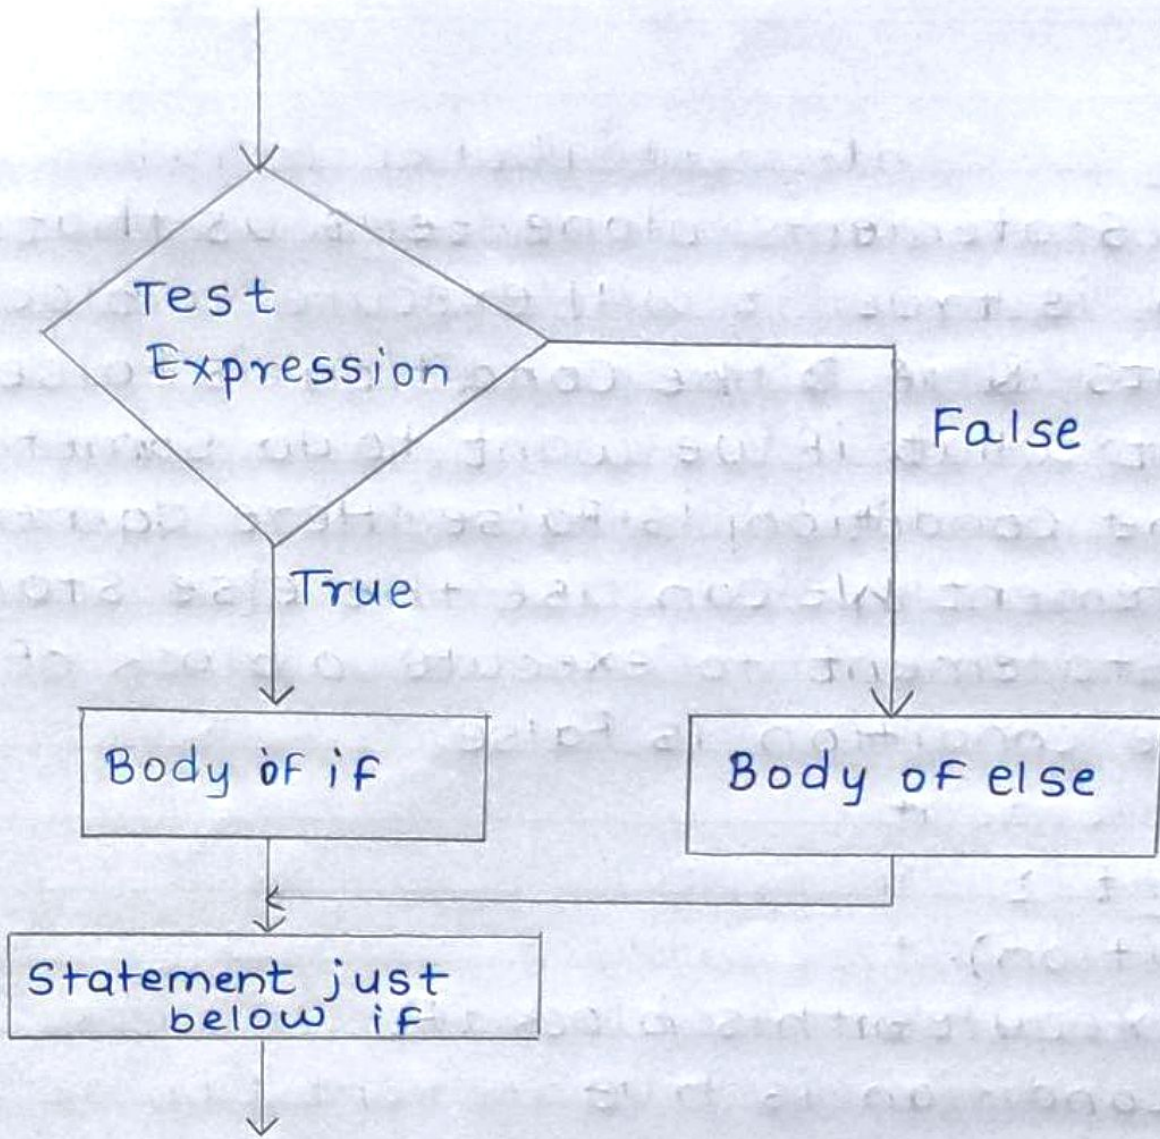 Test
Expression
False
True
Body of if
Body of else
Statement just
below if